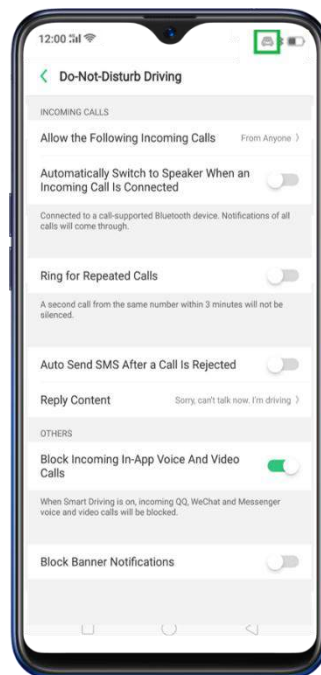 12:00
Do-Not-Disturb Driving
INCOMING CALLS
Allow the Following Incoming Calls From Anyone
Automatically Switch to Speaker When an
Incoming Call Is Connected
Connected to a call-supported Bluetooth device. Notifications of all
calls will come through.
Ring for Repeated Calls
A second call from the same number within 3 minutes will not be
silenced.
Auto Send SMS After a Call Is Rejected
Reply Content Sorry, can't talk now. I'm driving
OTHERS
Block Incoming In-App Voice And Video
Calls
When Smart Driving is on, incoming QQ, WeChat and Messenger
voice and video calls will be blocked.
Block Banner Notifications